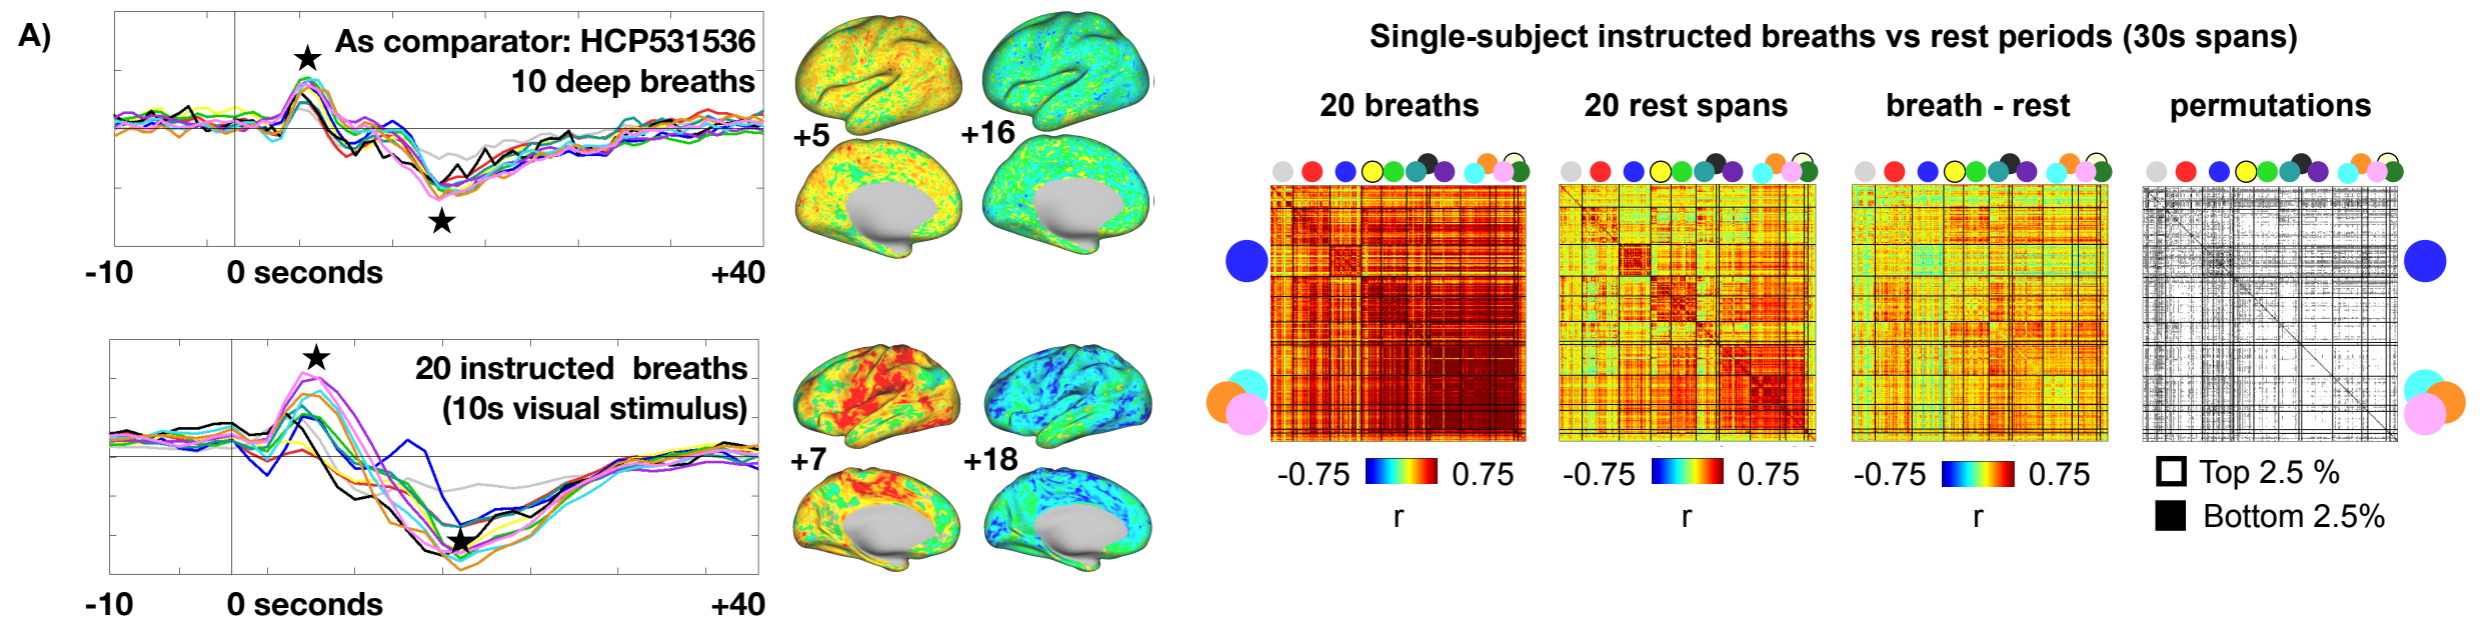 A)
As comparator: HCP531536
10 deep breaths
-10
0 seconds
+40
+5
+16
20 instructed breaths
(10s visual stimulus)
-10
0 seconds
+40
+7
+18
Single-subject instructed breaths vs rest periods (30s spans)
20 breaths
20 rest spans
breath - rest
permutations
-0.75
0.75
r
-0.75
0.75
r
-0.75
0.75
r
Top 2.5 %
Bottom 2.5%